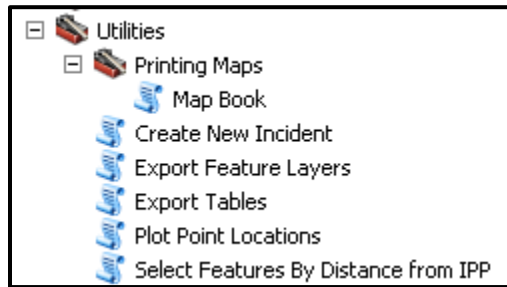 Utilities
Printing Maps
Map Book
Create New Incident
Export Feature Layers
Export Tables
Plot Point Locations
Select Features By Distance from IPP